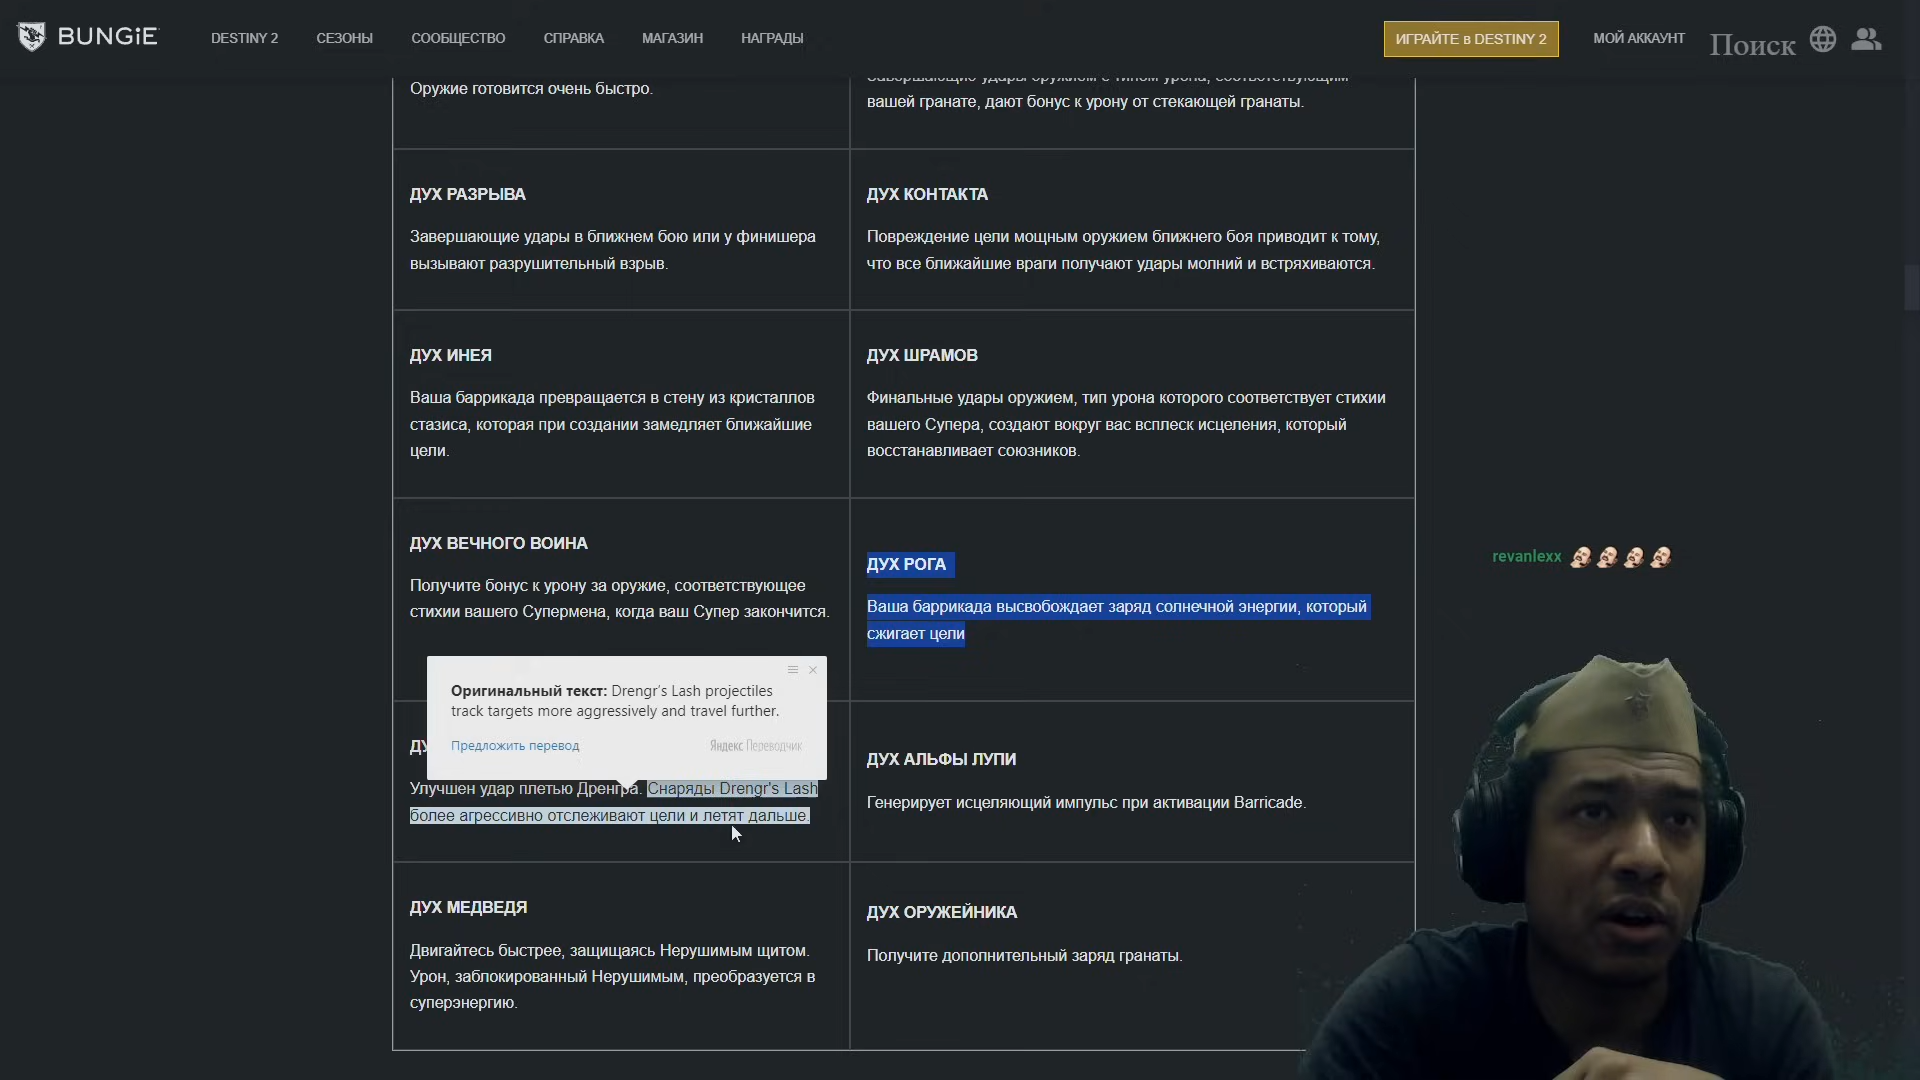 BUNGiE
DESTINY 2
СЕЗОНЫ
СООБЩЕСТВО
СПРАВКА
МАГАЗИН
НАГРАДЫ
ИГРАЙТЕ в DESTINY 2
МОЙ АККАУНТ
Поиск
Оружие готовится очень быстро.
Завершающие удары оружием с типом урона, соответствующим
вашей гранате, дают бонус к урону от стекающей гранаты.
ДУХ РАЗРЫВА
Завершающие удары в ближнем бою или у финишера
вызывают разрушительный взрыв.
ДУХ КОНТАКТА
Повреждение цели мощным оружием ближнего боя приводит к тому,
что все ближайшие враги получают удары молний и встряхиваются.
ДУХ ИНЕЯ
Ваша баррикада превращается в стену из кристаллов
стазиса, которая при создании замедляет ближайшие
цели.
ДУХ ШРАМОВ
Финальные удары оружием, тип урона которого соответствует стихии
вашего Супера, создают вокруг вас всплеск исцеления, который
восстанавливает союзников.
ДУХ ВЕЧНОГО ВОИНА
Получите бонус к урону за оружие, соответствующее
стихии вашего Супермена, когда ваш Супер закончится.
ДУХ РОГА
Ваша баррикада высвобождает заряд солнечной энергии, который
сжигает цели
revanlexx
Оригинальный текст: Drengr's Lash projectiles
track targets more aggressively and travel further.
Предложить перевод
Яндекс Переводчик
ДУ
Улучшен удар плетью Дренгра. Снаряды Drengr's Lash
более агрессивно отслеживают цели и летят дальше.
ДУХ АЛЬФЫ ЛУПИ
Генерирует исцеляющий импульс при активации Barricade.
ДУХ МЕДВЕДЯ
Двигайтесь быстрее, защищаясь Нерушимым щитом.
Урон, заблокированный Нерушимым, преобразуется в
суперэнергию.
ДУХ ОРУЖЕЙНИКА
Получите дополнительный заряд гранаты.